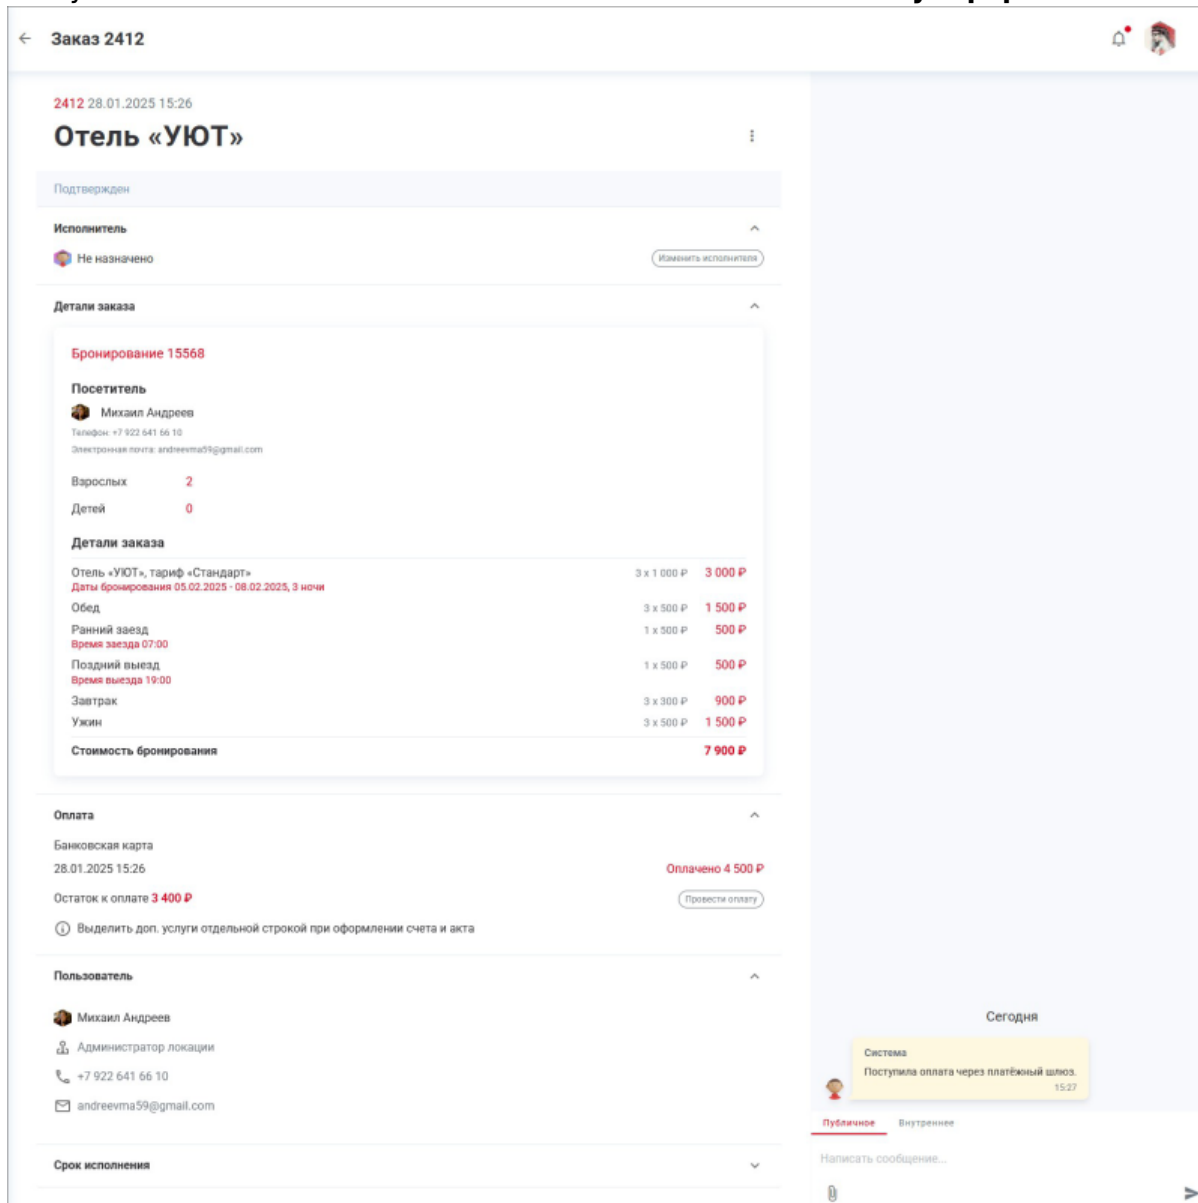 Заказ 2412
2412 28.01.2025 15:26
Отель «УЮТ»
Подтвержден
Исполнитель
Не назначено
Изменить исполнителя
Детали заказа
Бронирование 15568
Посетитель
Михаил Андреев
Телефон: +7 922 641 66 10
Электронная почта: andreevma59@gmail.com
Взрослых 2
Детей 0
Детали заказа
Отель «УЮТ», тариф «Стандарт» 3 x 1 000 ₽ 3 000 ₽
Даты бронирования 05.02.2025 - 08.02.2025, 3 ночи
Обед 3 x 500 ₽ 1 500 ₽
Ранний заезд 1 x 500 ₽ 500 ₽
Время заезда 07:00
Поздний выезд 1 x 500 ₽ 500 ₽
Время выезда 19:00
Завтрак 3 x 300 ₽ 900 ₽
Ужин 3 x 500 ₽ 1 500 ₽
Стоимость бронирования 7 900 ₽
Оплата
Банковская карта
28.01.2025 15:26 Оплачено 4 500 ₽
Остаток к оплате 3 400 ₽ Провести оплату
Выделить доп. услуги отдельной строкой при оформлении счета и акта
Пользователь
Михаил Андреев
Администратор локации
+7 922 641 66 10
andreevma59@gmail.com
Срок исполнения
Сегодня
Система
Поступила оплата через платёжный шлюз.
15:27
Публичное Внутреннее
Написать сообщение...